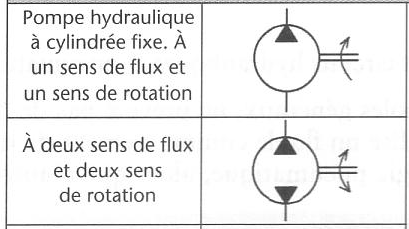 Pompe hydraulique
à cylindrée fixe. À
un sens de flux et
un sens de rotation
À deux sens de flux
et deux sens
de rotation